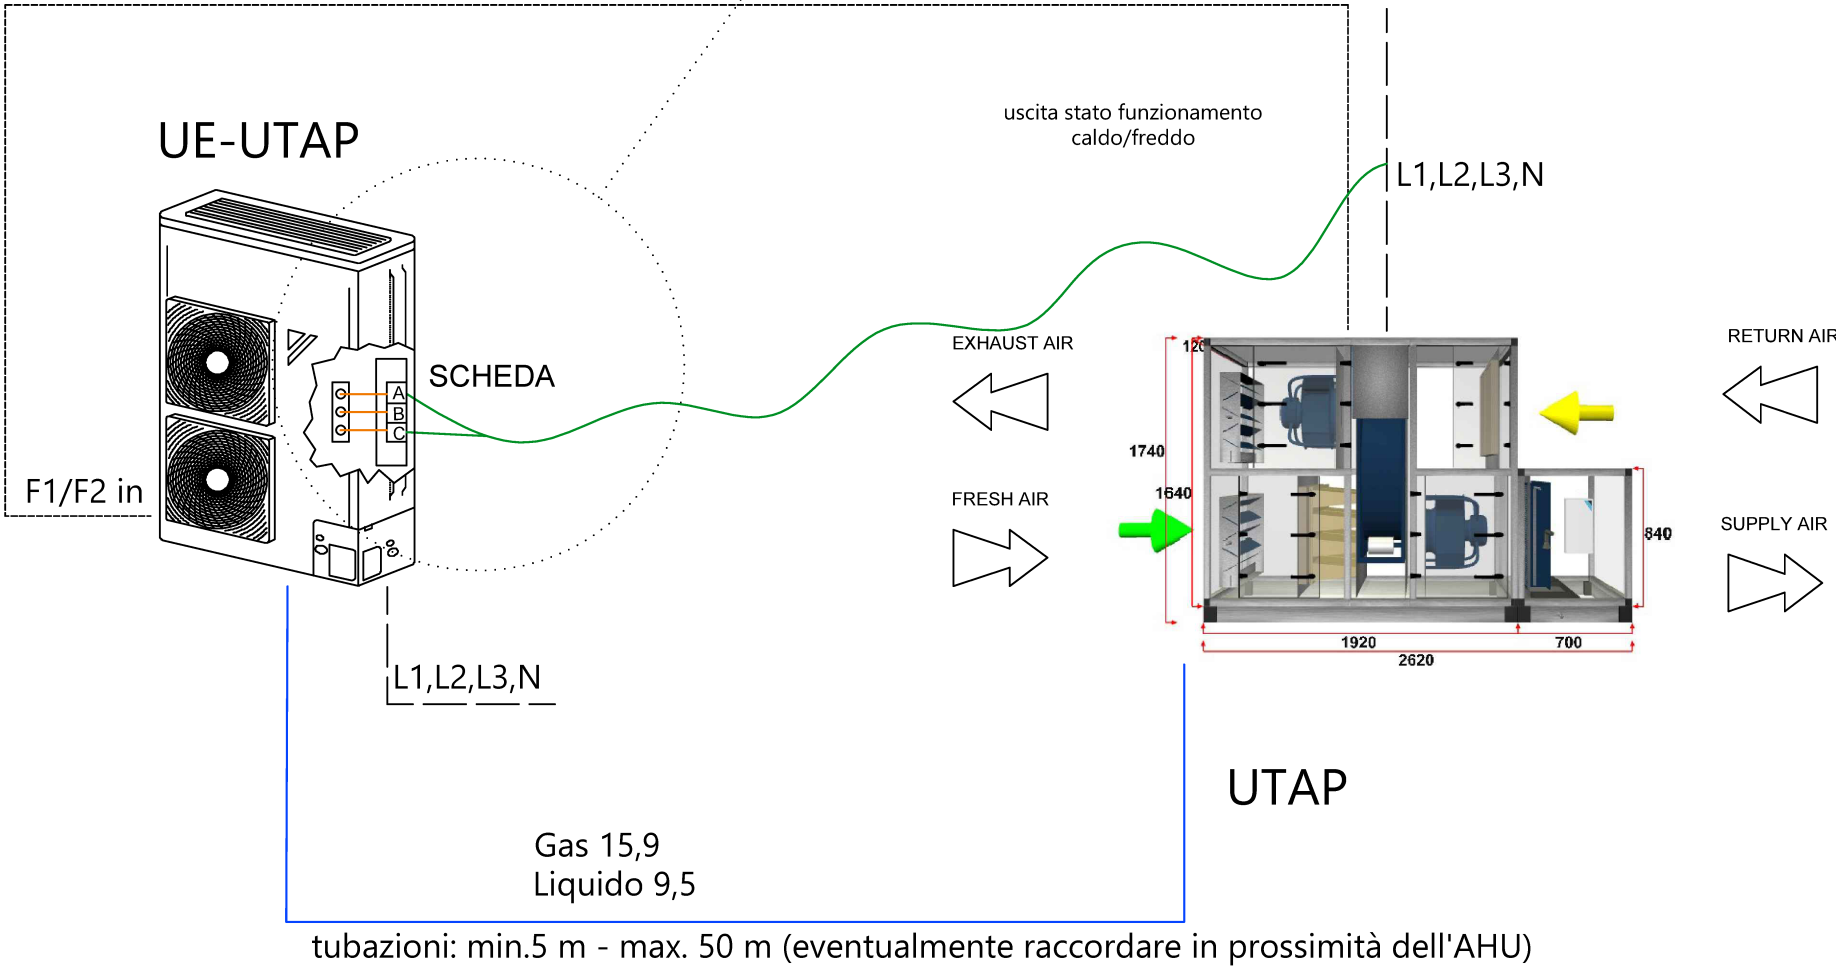 uscita stato funzionamento
caldo/freddo
UE-UTAP
L1,L2,L3,N
EXHAUST AIR
RETURN AIR
120
SCHEDA
A
B
C
1740
1640
F1/F2 in
FRESH AIR
SUPPLY AIR
840
1920
700
2620
L1,L2,L3,N
UTAP
Gas 15,9
Liquido 9,5
tubazioni: min.5 m - max. 50 m (eventualmente raccordare in prossimità dell'AHU)